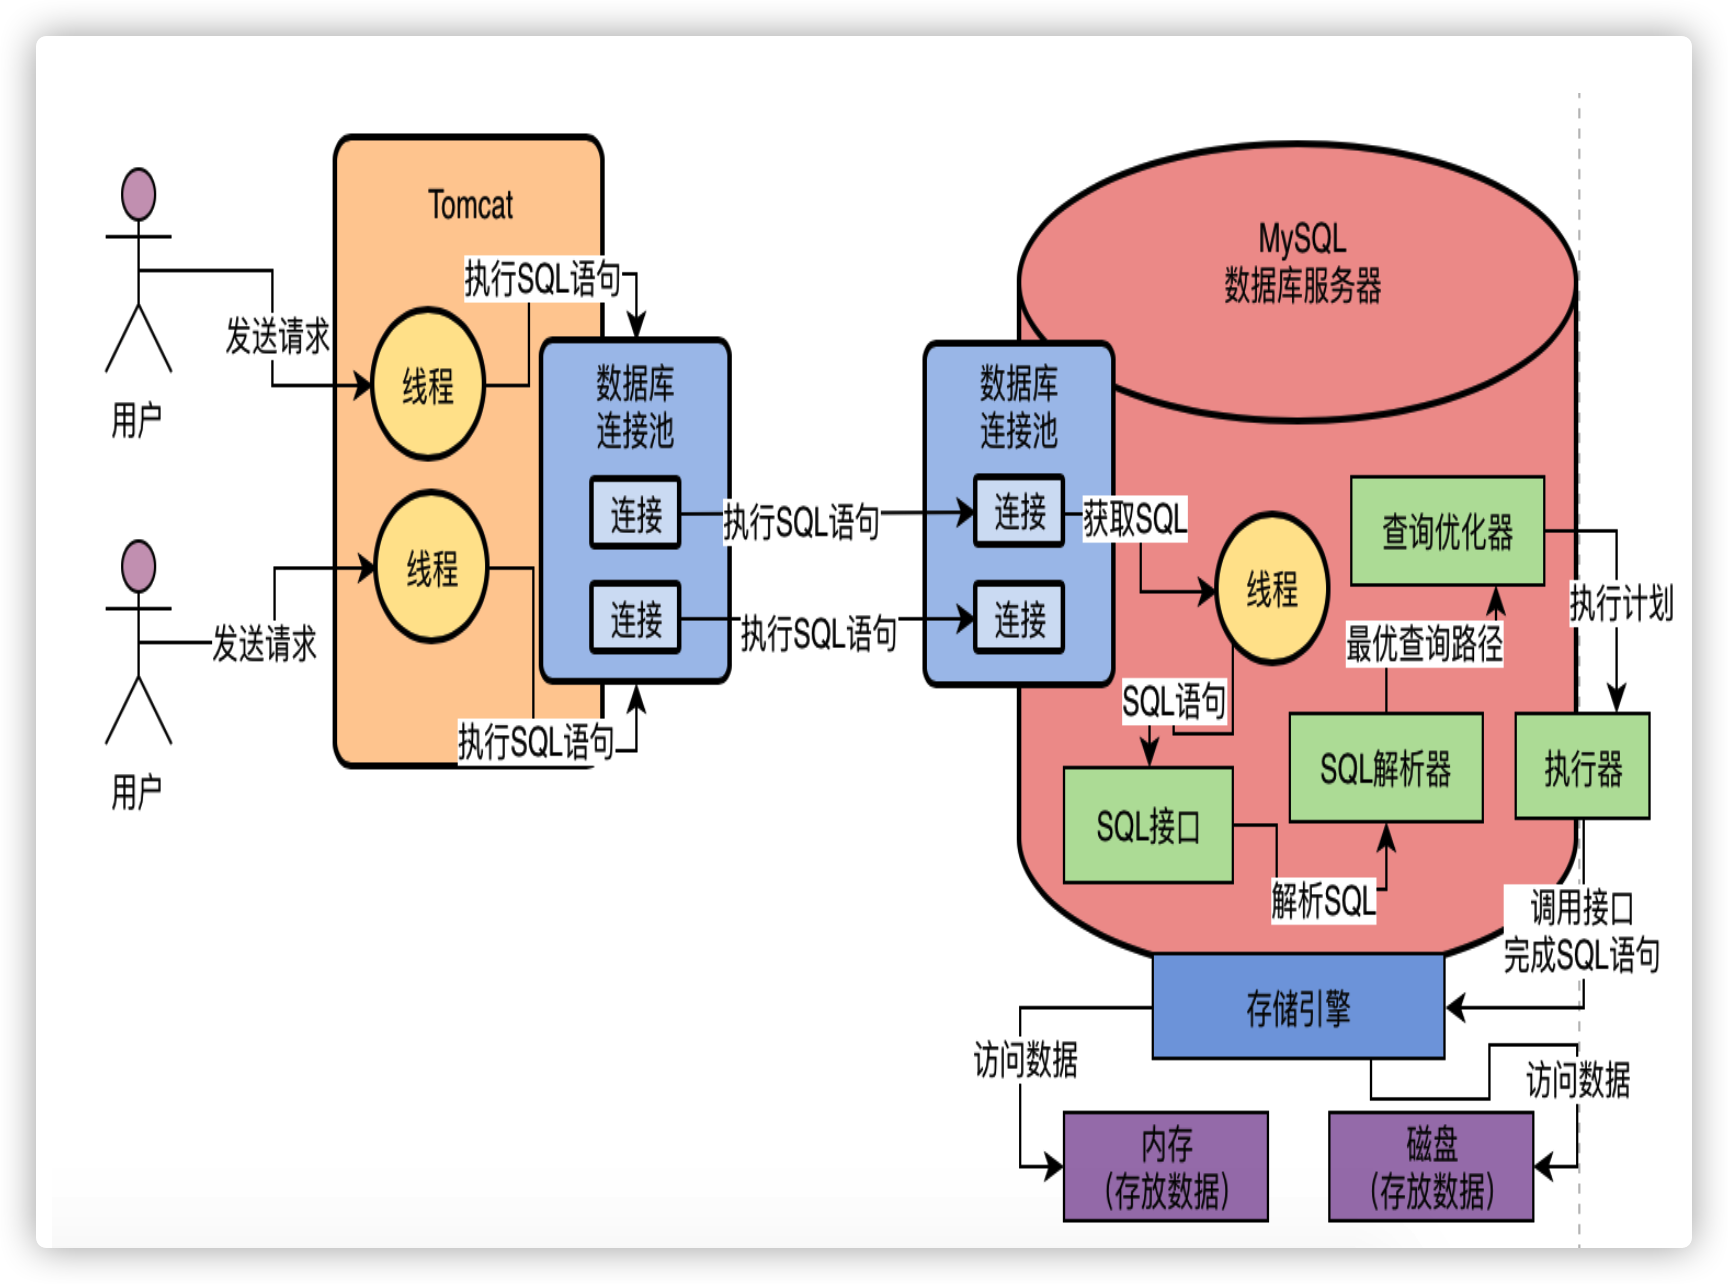 Tomcat
执行SQL语句
发送请求
线程
用户
数据库
连接池
连接
执行SQL语句
线程
连接
执行SQL语句
发送请求
执行SQL语句
用户
MySQL
数据库服务器
数据库
连接池
连接
获取SQL
连接
线程
查询优化器
执行计划
最优查询路径
SQL语句
SQL接口
SQL解析器
执行器
解析SQL
调用接口
完成SQL语句
存储引擎
访问数据
访问数据
内存
(存放数据)
磁盘
(存放数据)